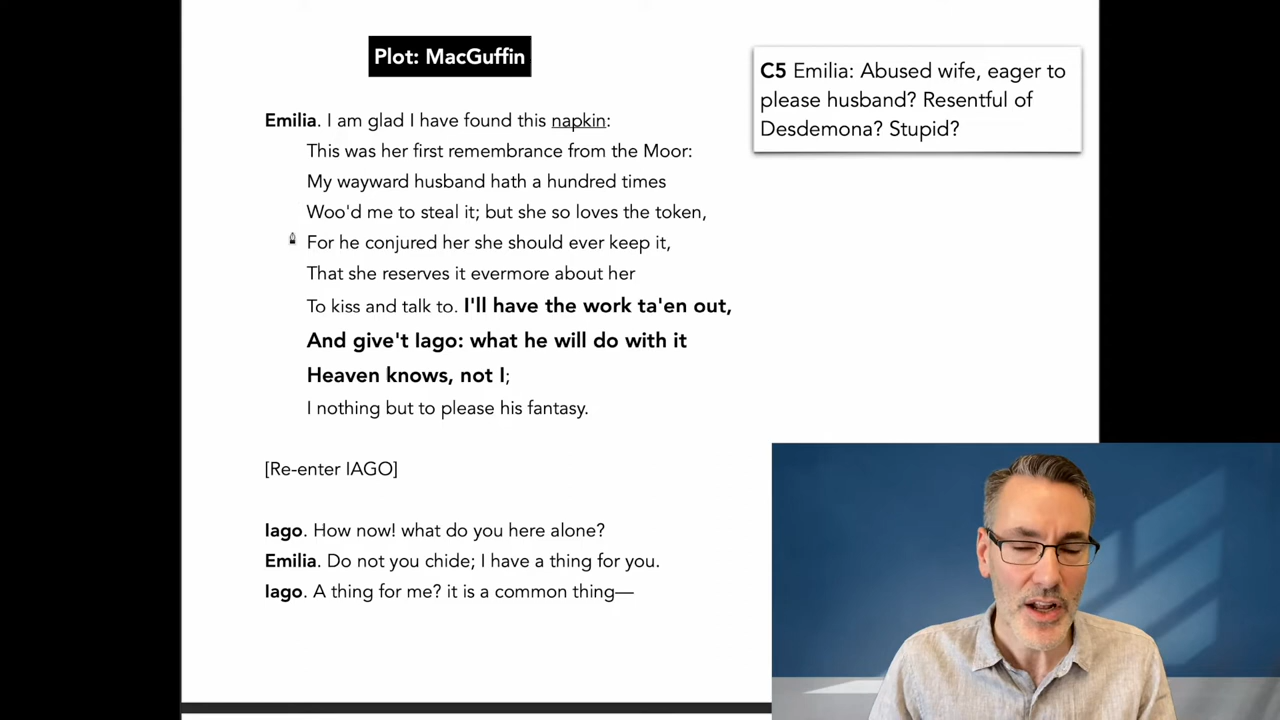 Plot: MacGuffin
C5 Emilia: Abused wife, eager to
please husband? Resentful of
Desdemona? Stupid?
Emilia. I am glad I have found this napkin:
This was her first remembrance from the Moor:
My wayward husband hath a hundred times
Woo'd me to steal it; but she so loves the token,
For he conjured her she should ever keep it,
That she reserves it evermore about her
To kiss and talk to. I'll have the work ta'en out,
And give't Iago: what he will do with it
Heaven knows, not I;
I nothing but to please his fantasy.
[Re-enter IAGO]
Iago. How now! what do you here alone?
Emilia. Do not you chide; I have a thing for you.
Iago. A thing for me? it is a common thing—